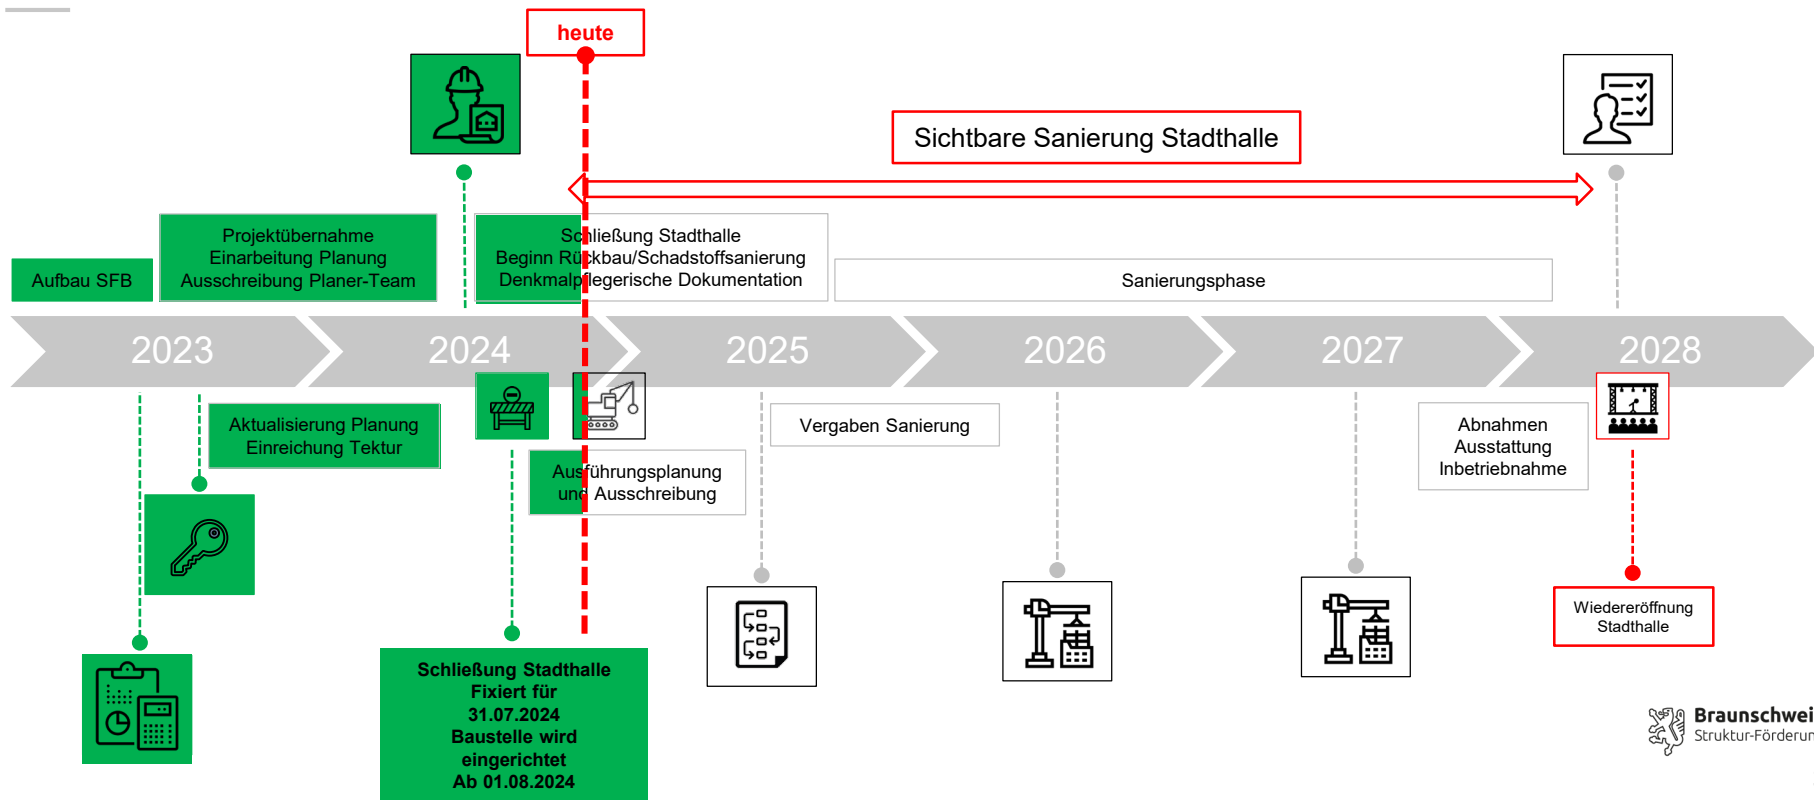 heute
Sichtbare Sanierung Stadthalle
Aufbau SFB
Projektübernahme
Einarbeitung Planung
Ausschreibung Planer-Team
Schließung Stadthalle
Beginn Rückbau/Schadstoffsanierung
Denkmalpflegerische Dokumentation
Sanierungsphase
2023
2024
2025
2026
2027
2028
Aktualisierung Planung
Einreichung Tektur
Ausführungsplanung
und Ausschreibung
Vergaben Sanierung
Abnahmen
Ausstattung
Inbetriebnahme
Schließung Stadthalle
Fixiert für
31.07.2024
Baustelle wird
eingerichtet
Ab 01.08.2024
Wiedereröffnung
Stadthalle
Braunschwei
Struktur-Förderun